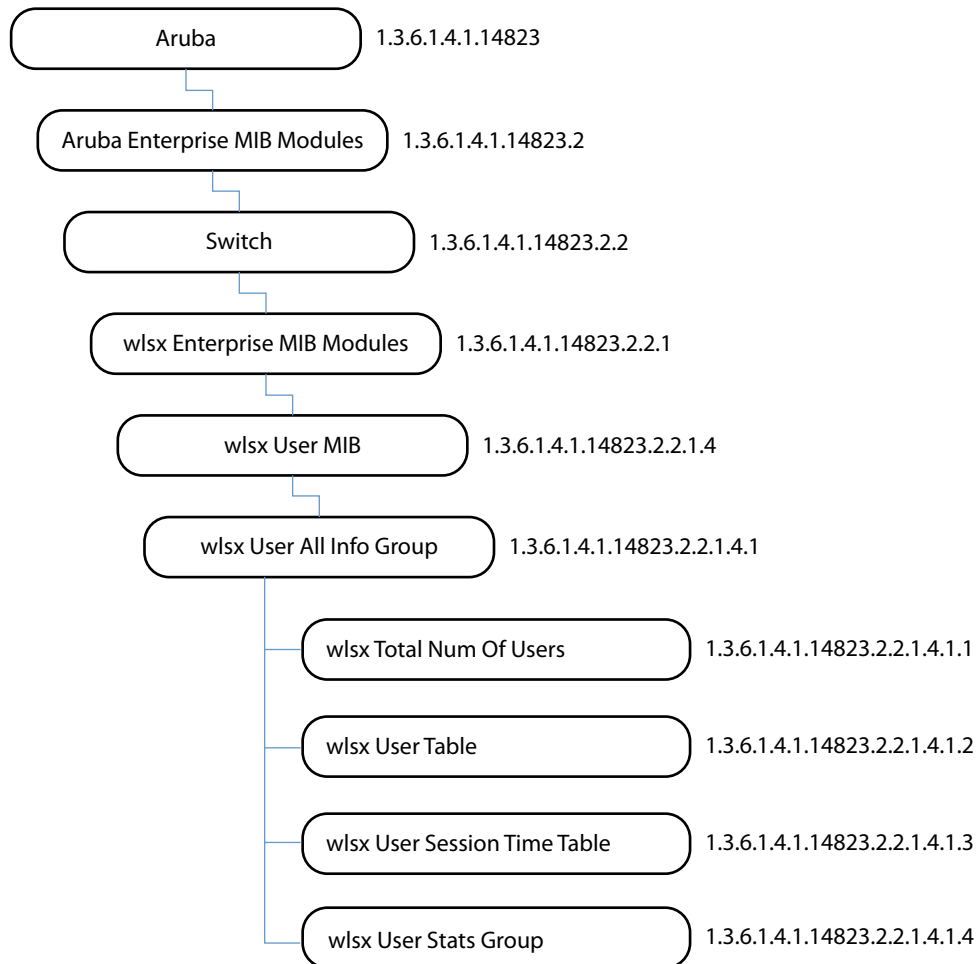 Aruba 1.3.6.1.4.1.14823
Aruba Enterprise MIB Modules 1.3.6.1.4.1.14823.2
Switch 1.3.6.1.4.1.14823.2.2
wlsx Enterprise MIB Modules 1.3.6.1.4.1.14823.2.2.1
wlsx User MIB 1.3.6.1.4.1.14823.2.2.1.4
wlsx User All Info Group 1.3.6.1.4.1.14823.2.2.1.4.1
wlsx Total Num Of Users 1.3.6.1.4.1.14823.2.2.1.4.1.1
wlsx User Table 1.3.6.1.4.1.14823.2.2.1.4.1.2
wlsx User Session Time Table 1.3.6.1.4.1.14823.2.2.1.4.1.3
wlsx User Stats Group 1.3.6.1.4.1.14823.2.2.1.4.1.4